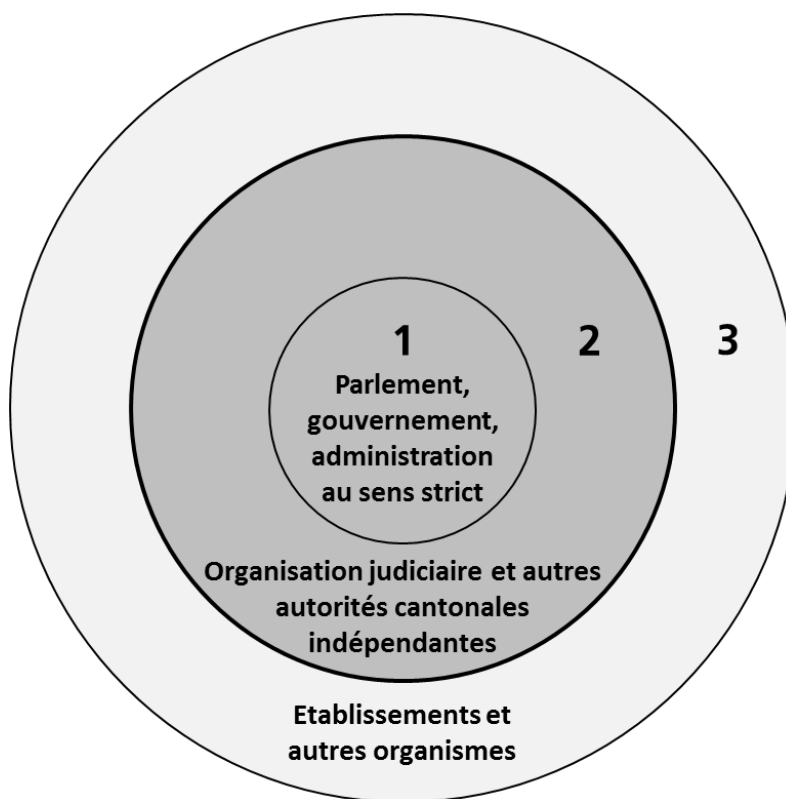 1
2
3
Parlement,
gouvernement,
administration
au sens strict
Organisation judiciaire et autres
autorités cantonales
indépendantes
Etablissements et
autres organismes